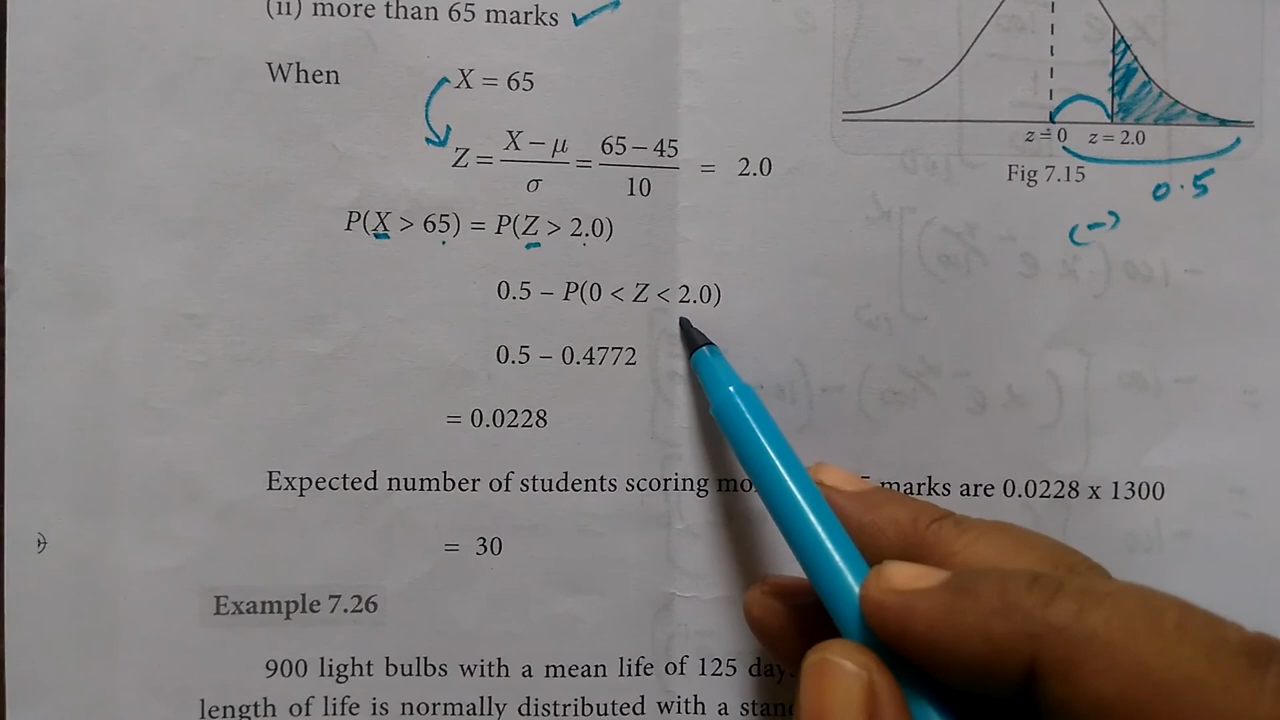 (ii) more than 65 marks
When X = 65
Z = X − μ / σ = 65 − 45 / 10 = 2.0
P(X > 65) = P(Z > 2.0)
0.5 − P(0 < Z < 2.0)
0.5 − 0.4772
= 0.0228
Expected number of students scoring marks are 0.0228 x 1300
= 30
Example 7.26
900 light bulbs with a mean life of 125
length of life is normally distributed with a
z = 0 z = 2.0
Fig 7.15
0.5
(−)